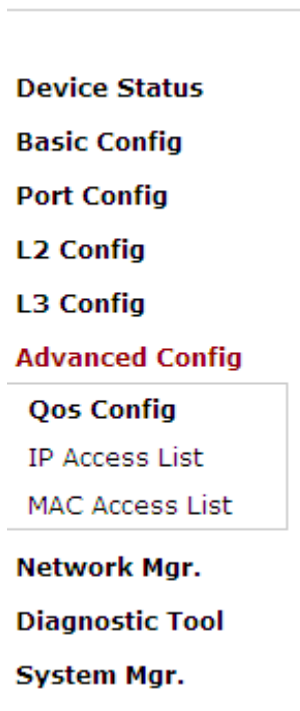 Device Status
Basic Config
Port Config
L2 Config
L3 Config
Advanced Config
Qos Config
IP Access List
MAC Access List
Network Mgr.
Diagnostic Tool
System Mgr.